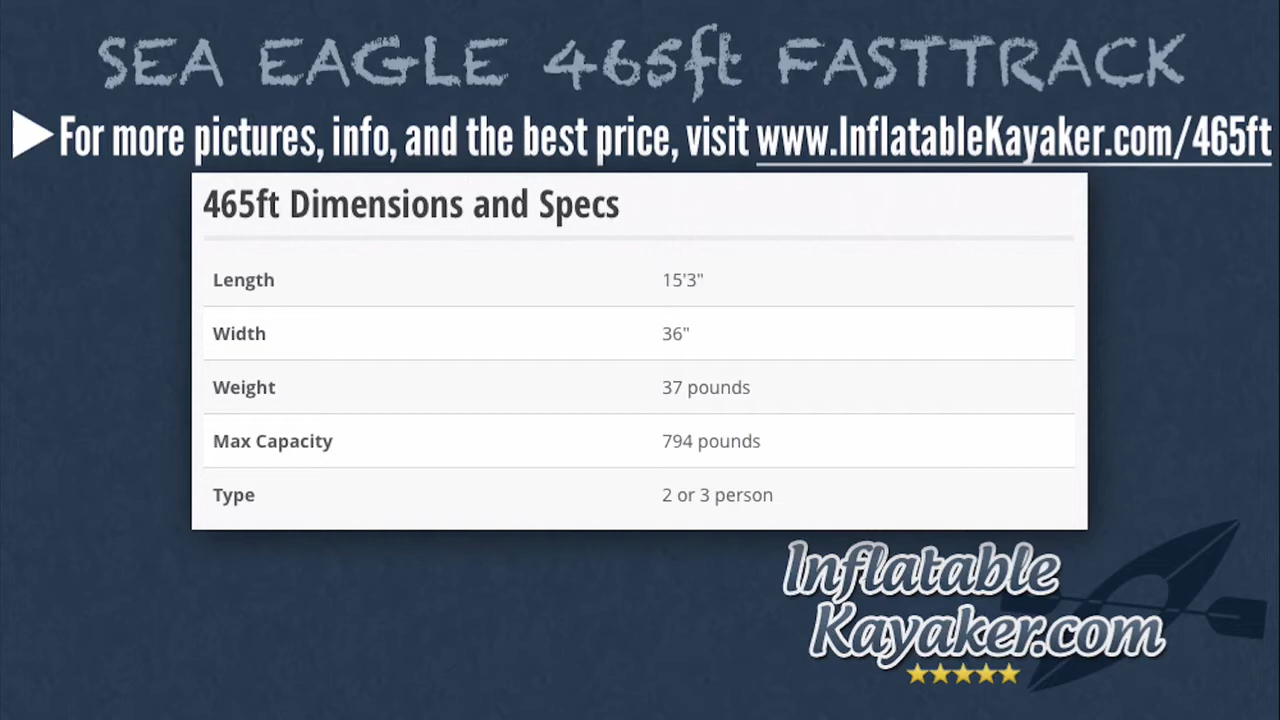 SEA EAGLE 465ft FASTTRACK
For more pictures, info, and the best price, visit www.InflatableKayaker.com/465ft
465ft Dimensions and Specs
Length 15'3"
Width 36"
Weight 37 pounds
Max Capacity 794 pounds
Type 2 or 3 person
Inflatable
Kayaker.com